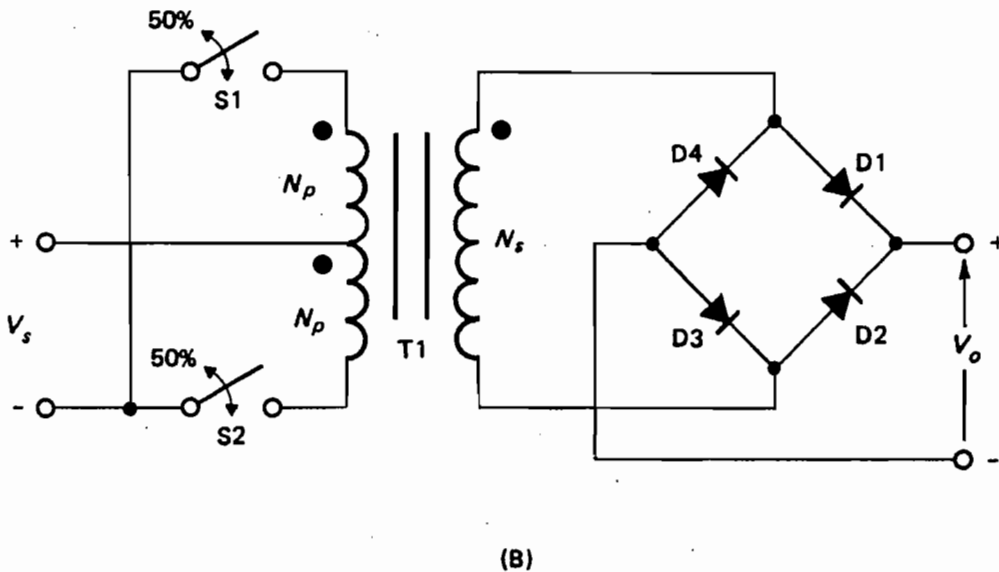 50%
S1
D4
D1
Np
Ns
+
+
Np
Vs
T1
D3
D2
Vo
50%
-
S2
-
(B)